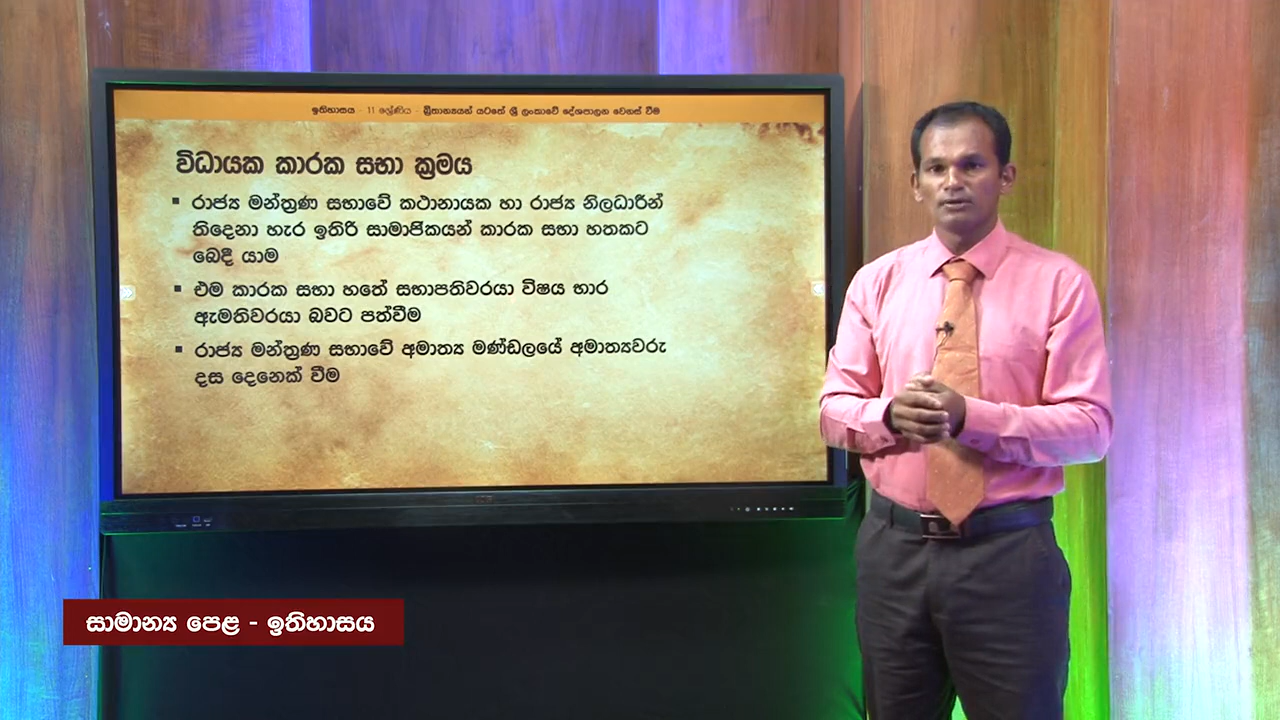 ඉතිහාසය - 11 ශ්‍රේණිය - බ්‍රිතාන්‍යයන් යටතේ ශ්‍රී ලංකාවේ දේශපාලන වෙනස් වීම
විධායක කාරක සභා ක්‍රමය
▪ රාජ්‍ය මන්ත්‍රණ සභාවේ කථානායක හා රාජ්‍ය නිලධාරීන්
තිදෙනා හැර ඉතිරි සාමාජිකයන් කාරක සභා හතකට
බෙදී යාම
▪ එම කාරක සභා හතේ සභාපතිවරයා විෂය භාර
ඇමතිවරයා බවට පත්වීම
▪ රාජ්‍ය මන්ත්‍රණ සභාවේ අමාත්‍ය මණ්ඩලයේ අමාත්‍යවරු
දස දෙනෙක් වීම
සාමාන්‍ය පෙළ - ඉතිහාසය